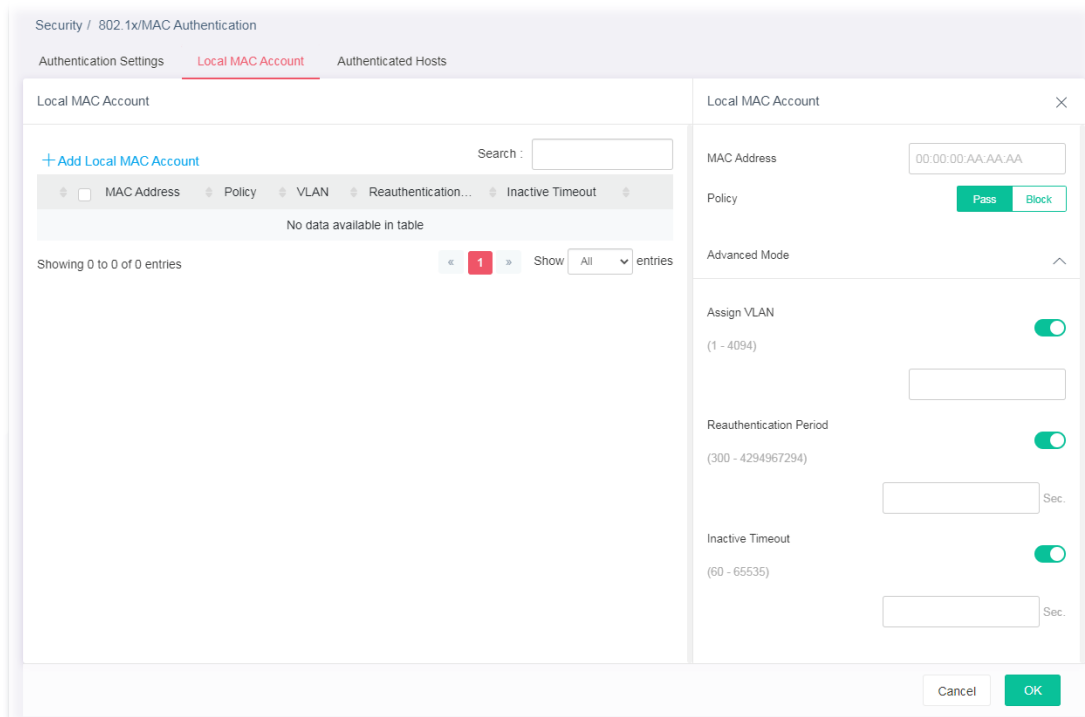 Security / 802.1x/MAC Authentication
Authentication Settings Local MAC Account Authenticated Hosts
Local MAC Account
+ Add Local MAC Account Search :
MAC Address Policy VLAN Reauthentication... Inactive Timeout
No data available in table
Showing 0 to 0 of 0 entries « 1 » Show All entries
Local MAC Account ×
MAC Address 00:00:00:AA:AA:AA
Policy Pass Block
Advanced Mode
Assign VLAN
(1 - 4094)
Reauthentication Period
(300 - 4294967294)
Sec.
Inactive Timeout
(60 - 65535)
Sec.
Cancel OK